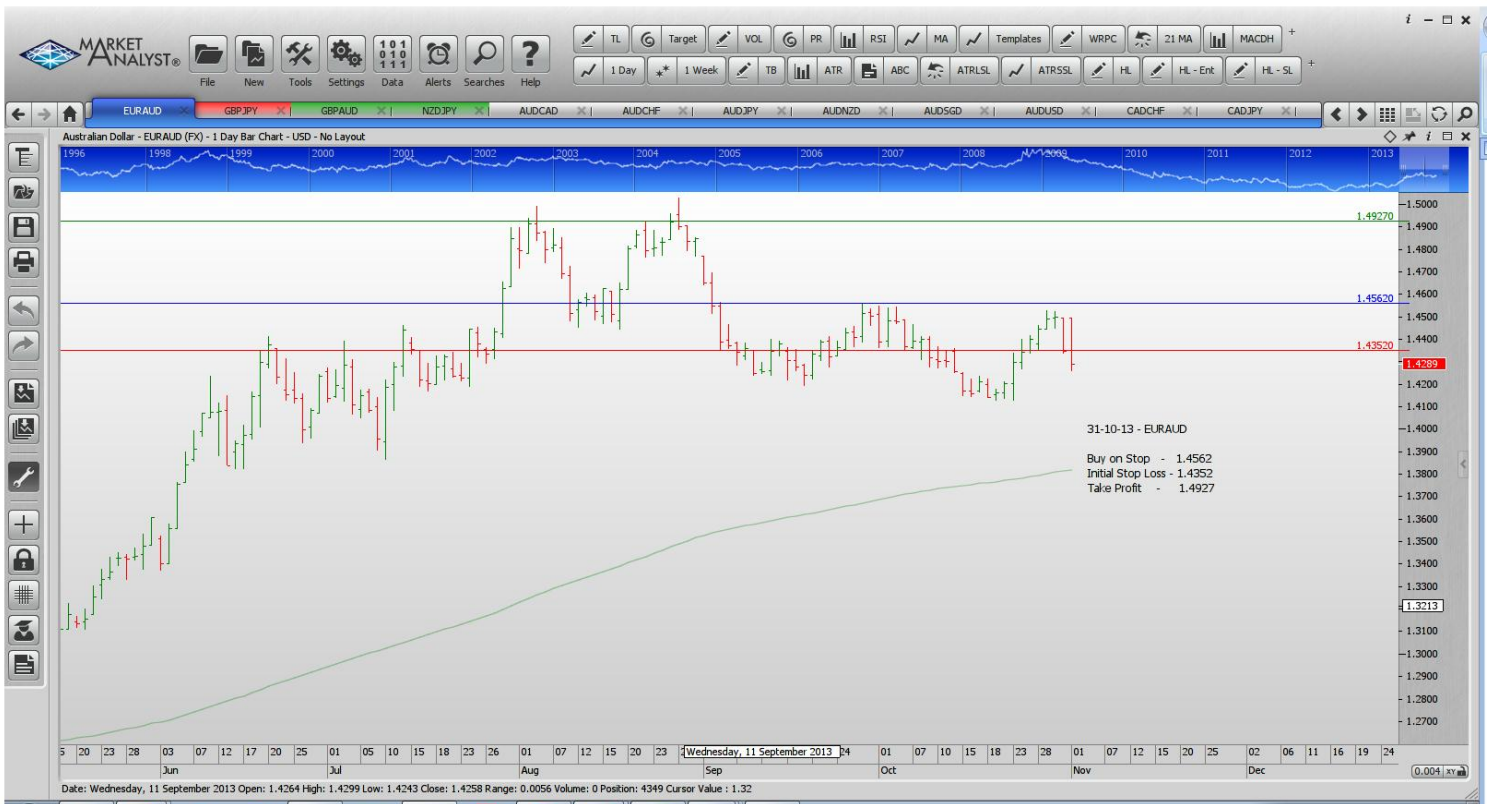 i
MARKET
ANALYST®
File New Tools Settings Data Alerts Searches Help
101
010
111
TL Target VOL PR RSI MA Templates WRPC 21 MA MACDH +
1 Day 1 Week TB ATR ABC ATRLSL ATRSSL HL HL - Ent HL - SL +
EURAUD GBPJPY GBPAUD NZDJPY AUDCAD AUDCHF AUDJPY AUDNZD AUDSGD AUDUSD CADCHF CADJPY
Australian Dollar - EURAUD (FX) - 1 Day Bar Chart - USD - No Layout
1996 1998 1999 2000 2001 2002 2003 2004 2005 2006 2007 2008 2009 2010 2011 2012 2013
1.5000
1.49270
1.4900
1.4800
1.4700
1.4600
1.45620
1.4500
1.4400
1.43520
1.4289
1.4200
1.4100
1.4000
31-10-13 - EURAUD
Buy on Stop - 1.4562
Initial Stop Loss - 1.4352
Take Profit - 1.4927
1.3900
1.3800
1.3700
1.3600
1.3500
1.3400
1.3300
1.3213
1.3100
1.3000
1.2900
1.2800
1.2700
20 23 28 03 07 12 17 20 25 01 05 10 15 18 23 26 01 07 12 15 20 23 Wednesday, 11 September 2013 24 01 07 10 15 18 23 28 01 07 12 15 20 25 02 06 11 16 19 24
Jun Jul Aug Sep Oct Nov Dec
0.004 XY
Date: Wednesday, 11 September 2013 Open: 1.4264 High: 1.4299 Low: 1.4243 Close: 1.4258 Range: 0.0056 Volume: 0 Position: 4349 Cursor Value : 1.32